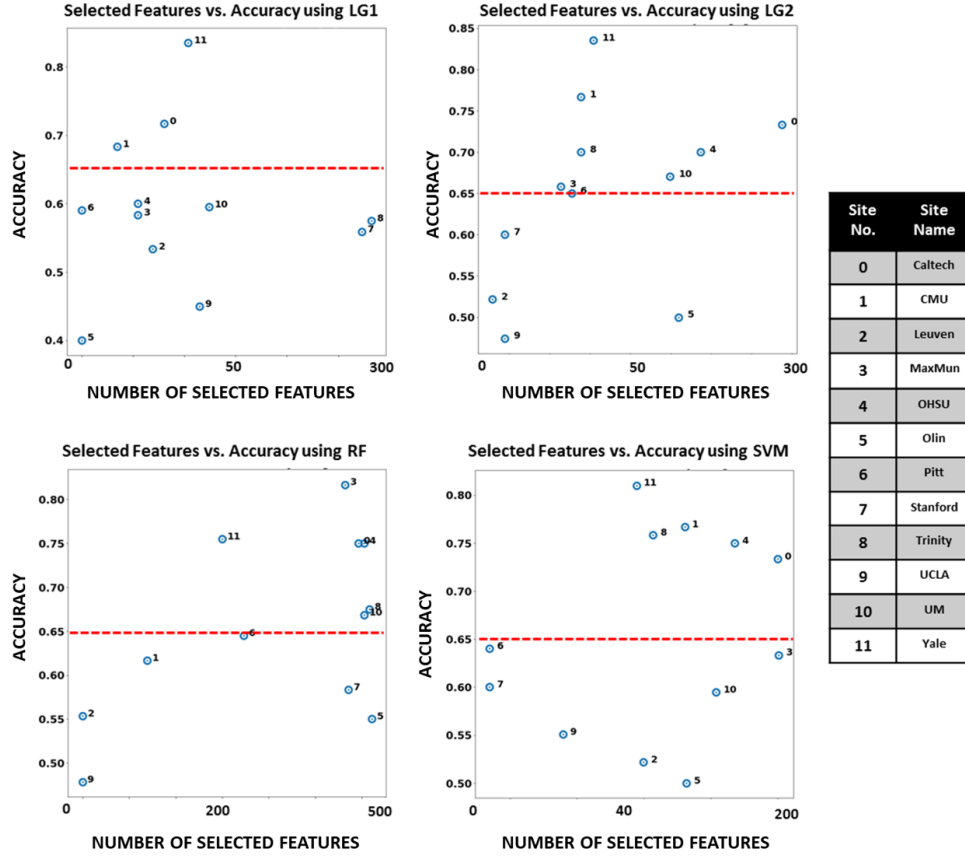 Selected Features vs. Accuracy using LG1
ACCURACY
0.8
0.7
0.6
0.5
0.4
11
0
1
4
3
6
10
8
7
2
9
5
0 50 300
NUMBER OF SELECTED FEATURES
Selected Features vs. Accuracy using LG2
ACCURACY
0.85
0.80
0.75
0.70
0.65
0.60
0.55
0.50
11
1
0
8
4
10
3
6
7
2
5
9
0 50 300
NUMBER OF SELECTED FEATURES
Selected Features vs. Accuracy using RF
ACCURACY
0.80
0.75
0.70
0.65
0.60
0.55
0.50
3
11
0
4
8
10
6
1
7
2
5
9
0 200 500
NUMBER OF SELECTED FEATURES
Selected Features vs. Accuracy using SVM
ACCURACY
0.80
0.75
0.70
0.65
0.60
0.55
0.50
11
1
8
4
0
6
3
7
10
9
2
5
0 40 200
NUMBER OF SELECTED FEATURES
Site No. Site Name
0 Caltech
1 CMU
2 Leuven
3 MaxMun
4 OHSU
5 Olin
6 Pitt
7 Stanford
8 Trinity
9 UCLA
10 UM
11 Yale